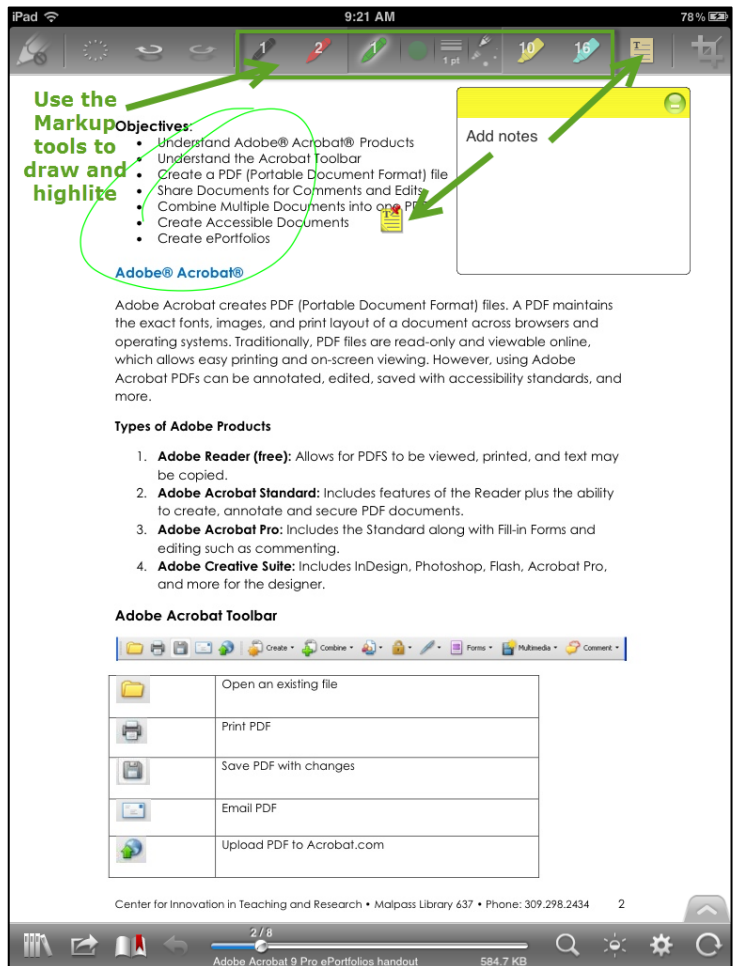 iPad 9:21 AM 78%
1 2 1 1 pt 10 16 T
Use the
Markup
tools to
draw and
highlite
Add notes
Objectives:
• Understand Adobe® Acrobat® Products
• Understand the Acrobat Toolbar
• Create a PDF (Portable Document Format) file
• Share Documents for Comments and Edits
• Combine Multiple Documents into one PDF
• Create Accessible Documents
• Create ePortfolios
T
Adobe® Acrobat®
Adobe Acrobat creates PDF (Portable Document Format) files. A PDF maintains
the exact fonts, images, and print layout of a document across browsers and
operating systems. Traditionally, PDF files are read-only and viewable online,
which allows easy printing and on-screen viewing. However, using Adobe
Acrobat PDFs can be annotated, edited, saved with accessibility standards, and
more.
Types of Adobe Products
1. Adobe Reader (free): Allows for PDFS to be viewed, printed, and text may
be copied.
2. Adobe Acrobat Standard: Includes features of the Reader plus the ability
to create, annotate and secure PDF documents.
3. Adobe Acrobat Pro: Includes the Standard along with Fill-in Forms and
editing such as commenting.
4. Adobe Creative Suite: Includes InDesign, Photoshop, Flash, Acrobat Pro,
and more for the designer.
Adobe Acrobat Toolbar
Create Combine Forms Multimedia Comment
Open an existing file
Print PDF
Save PDF with changes
Email PDF
Upload PDF to Acrobat.com
Center for Innovation in Teaching and Research • Malpass Library 637 • Phone: 309.298.2434 2
2 / 8
Adobe Acrobat 9 Pro ePortfolios handout 584.7 KB